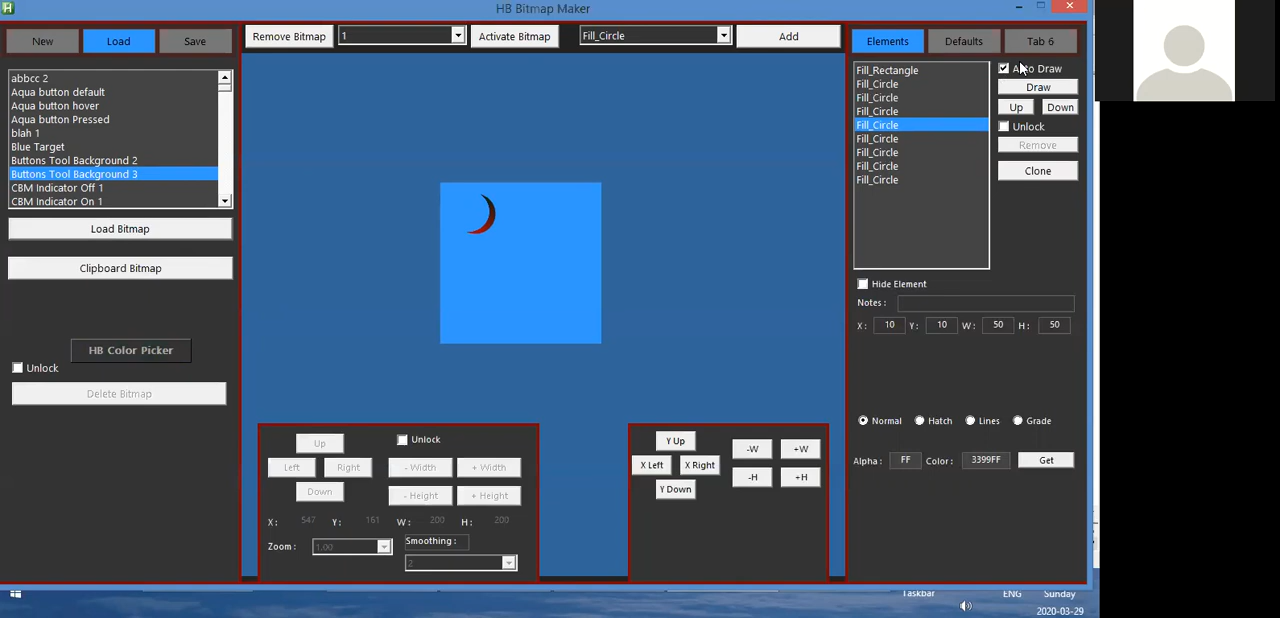 HB Bitmap Maker
New Load Save
Remove Bitmap 1 Activate Bitmap Fill_Circle Add
Elements Defaults Tab 6
abbcc 2
Aqua button default
Aqua button hover
Aqua button Pressed
blah 1
Blue Target
Buttons Tool Background 2
Buttons Tool Background 3
CBM Indicator Off 1
CBM Indicator On 1
Load Bitmap
Clipboard Bitmap
HB Color Picker
Unlock
Delete Bitmap
Fill_Rectangle
Fill_Circle
Fill_Circle
Fill_Circle
Fill_Circle
Fill_Circle
Fill_Circle
Fill_Circle
Fill_Circle
Auto Draw
Draw
Up Down
Unlock
Remove
Clone
Hide Element
Notes :
X : 10 Y : 10 W : 50 H : 50
Normal Hatch Lines Grade
Alpha : FF Color : 3399FF Get
Up Unlock
Left Right - Width + Width
Down - Height + Height
X : 547 Y : 161 W : 200 H : 200
Zoom : 1.00 Smoothing :
2
Y Up -W +W
X Left X Right
Y Down -H +H
Taskbar ENG Sunday
2020-03-29